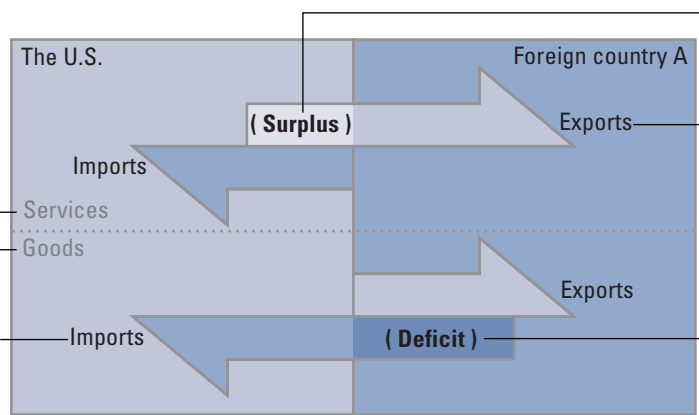 The U.S.
Foreign country A
( Surplus )
Exports
Imports
Services
Goods
Exports
Imports
( Deficit )